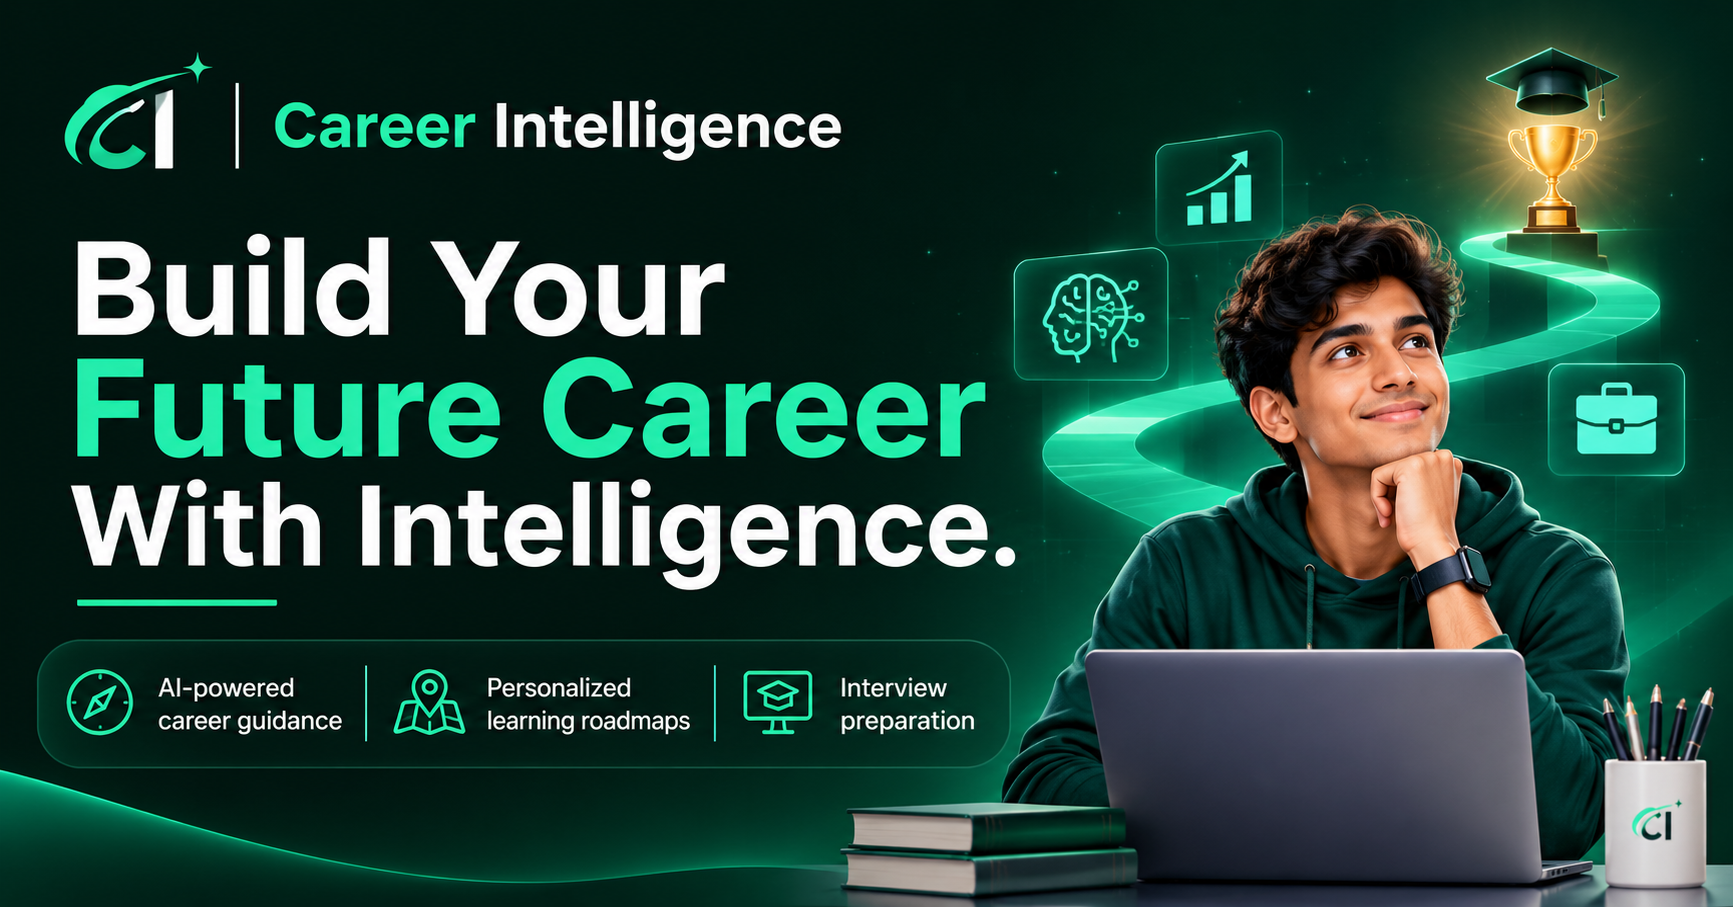 CI
Career Intelligence
Build Your
Future Career
With Intelligence.
AI-powered
career guidance
Personalized
learning roadmaps
Interview
preparation
CI